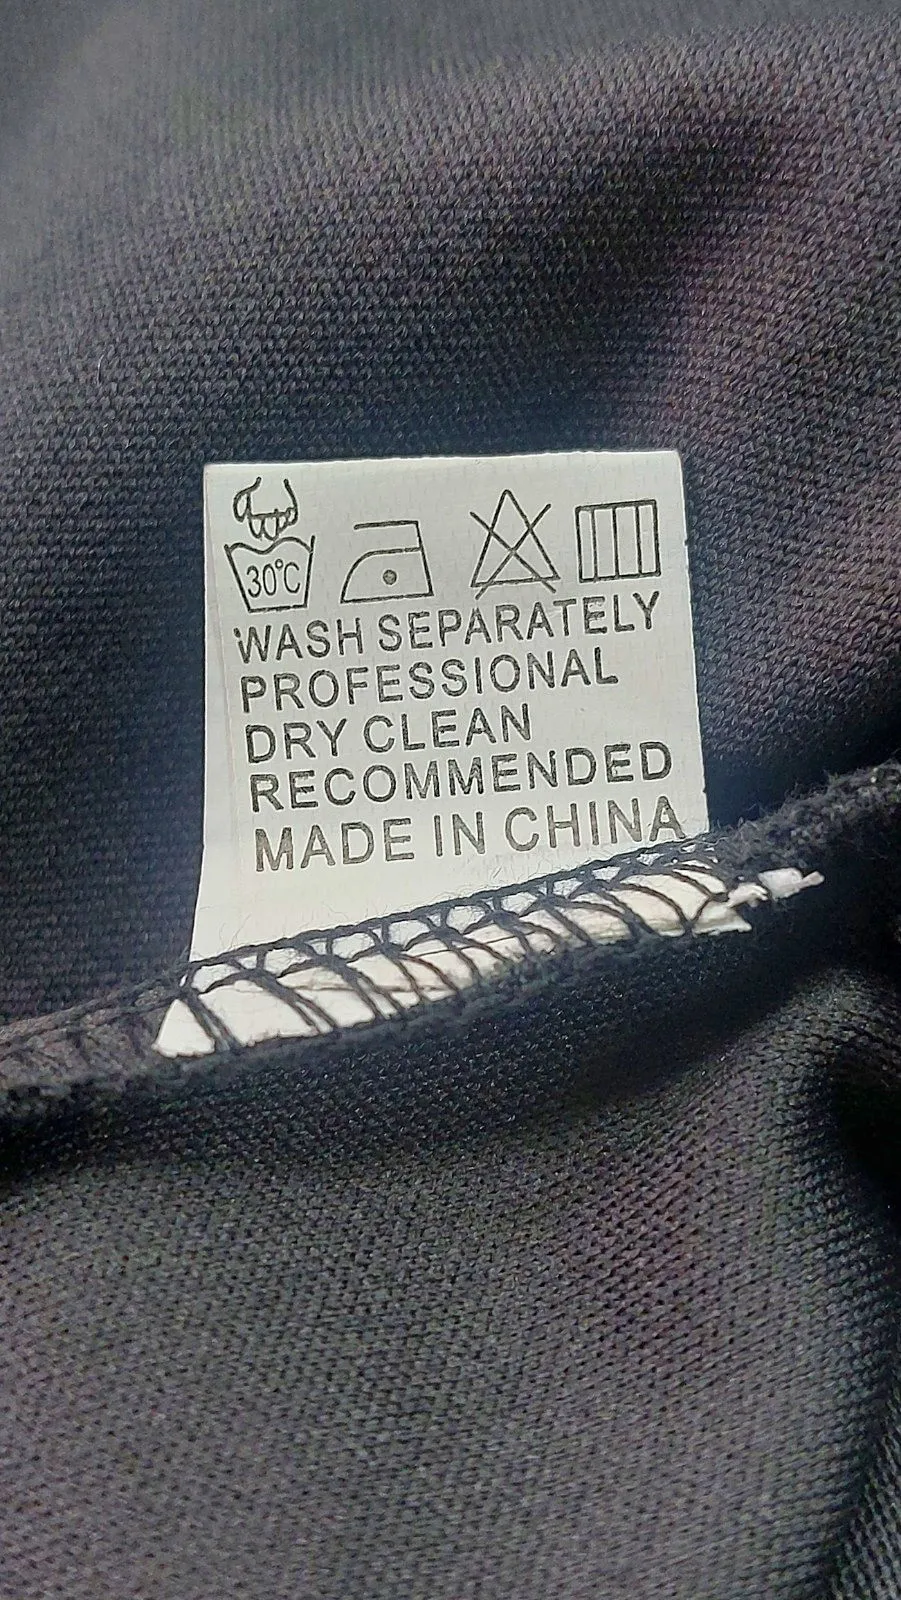 30°C
WASH SEPARATELY
PROFESSIONAL
DRY CLEAN
RECOMMENDED
MADE IN CHINA